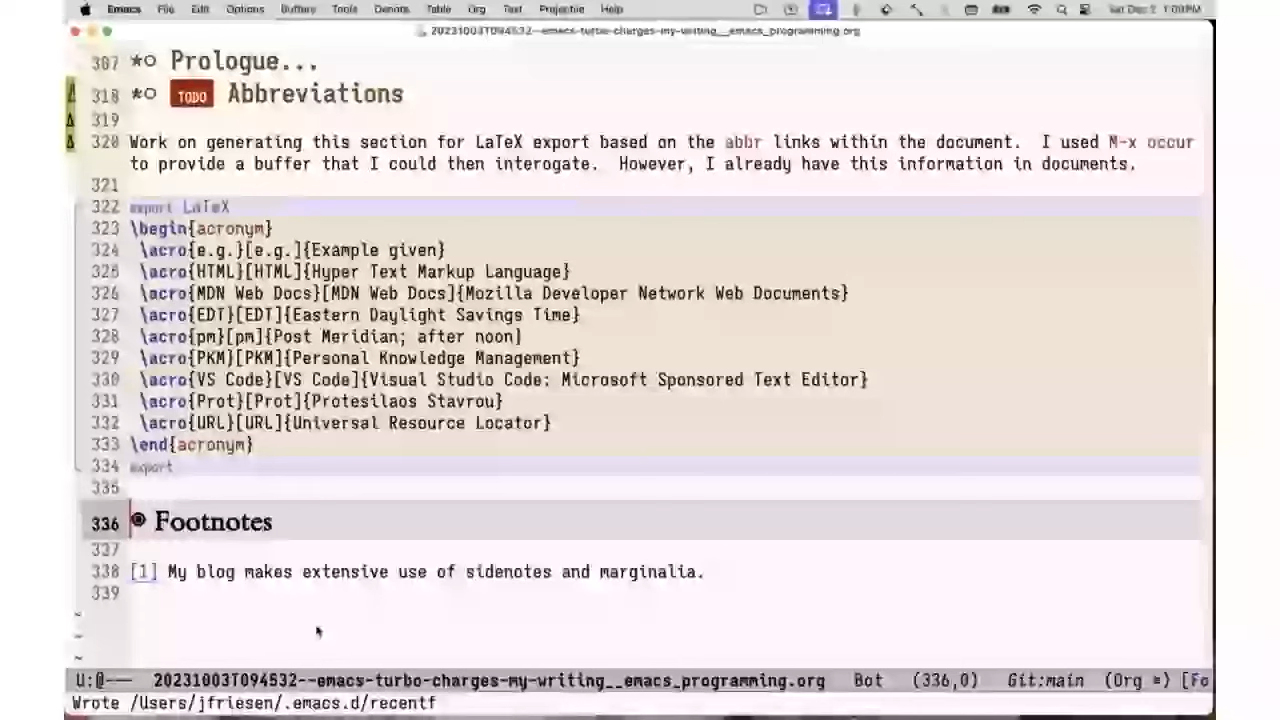 Emacs File Edit Options Buffers Tools Denote Table Org Text Projectile Help Sat Dec 2 1:00PM
20231003T094532--emacs-turbo-charges-my-writing__emacs_programming.org
307 *○ Prologue...
318 *○ TODO Abbreviations
319
320 Work on generating this section for LaTeX export based on the abbr links within the document. I used M-x occur
to provide a buffer that I could then interogate. However, I already have this information in documents.
321
322 export LaTeX
323 \begin{acronym}
324 \acro{e.g.}[e.g.]{Example given}
325 \acro{HTML}[HTML]{Hyper Text Markup Language}
326 \acro{MDN Web Docs}[MDN Web Docs]{Mozilla Developer Network Web Documents}
327 \acro{EDT}[EDT]{Eastern Daylight Savings Time}
328 \acro{pm}[pm]{Post Meridian; after noon}
329 \acro{PKM}[PKM]{Personal Knowledge Management}
330 \acro{VS Code}[VS Code]{Visual Studio Code: Microsoft Sponsored Text Editor}
331 \acro{Prot}[Prot]{Protesilaos Stavrou}
332 \acro{URL}[URL]{Universal Resource Locator}
333 \end{acronym}
334 export
335
336 ◉ Footnotes
337
338 [1] My blog makes extensive use of sidenotes and marginalia.
339
~
~
~
U:@--- 20231003T094532--emacs-turbo-charges-my-writing__emacs_programming.org Bot (336,0) Git:main (Org ≡) [Fo
Wrote /Users/jfriesen/.emacs.d/recentf